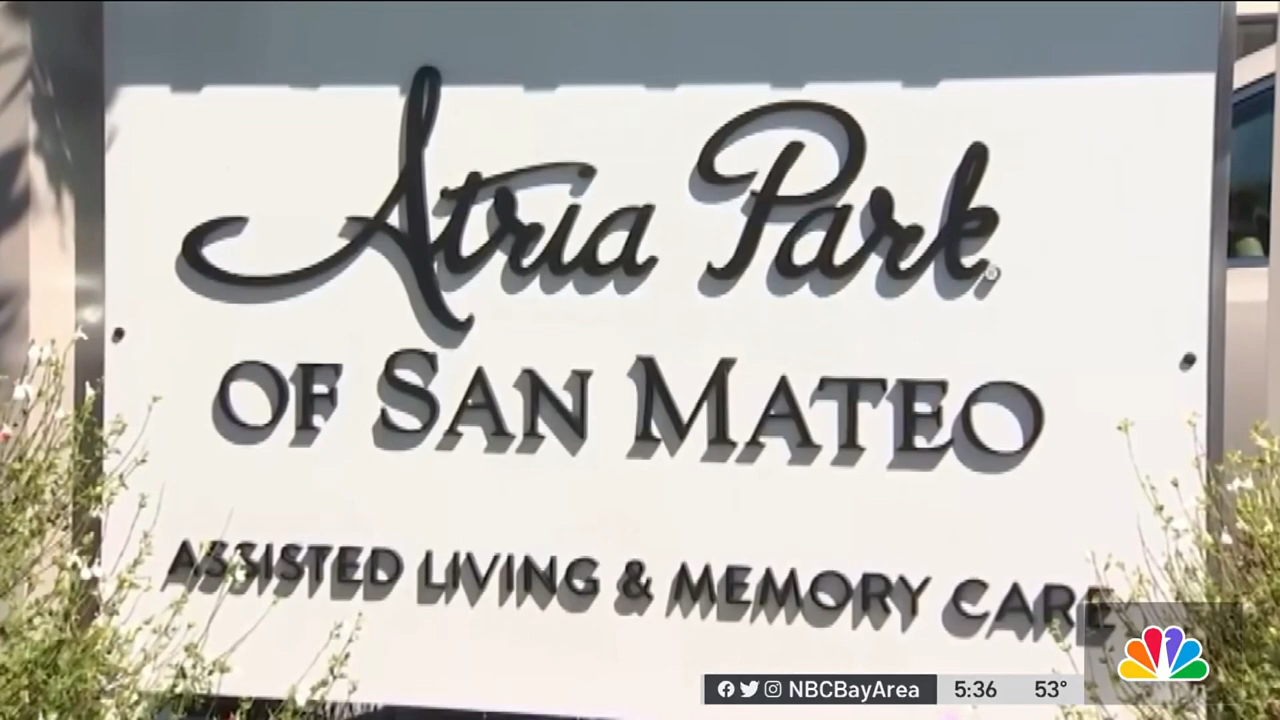 Atria Park®
OF SAN MATEO
ASSISTED LIVING & MEMORY CARE
NBCBayArea 5:36 53°